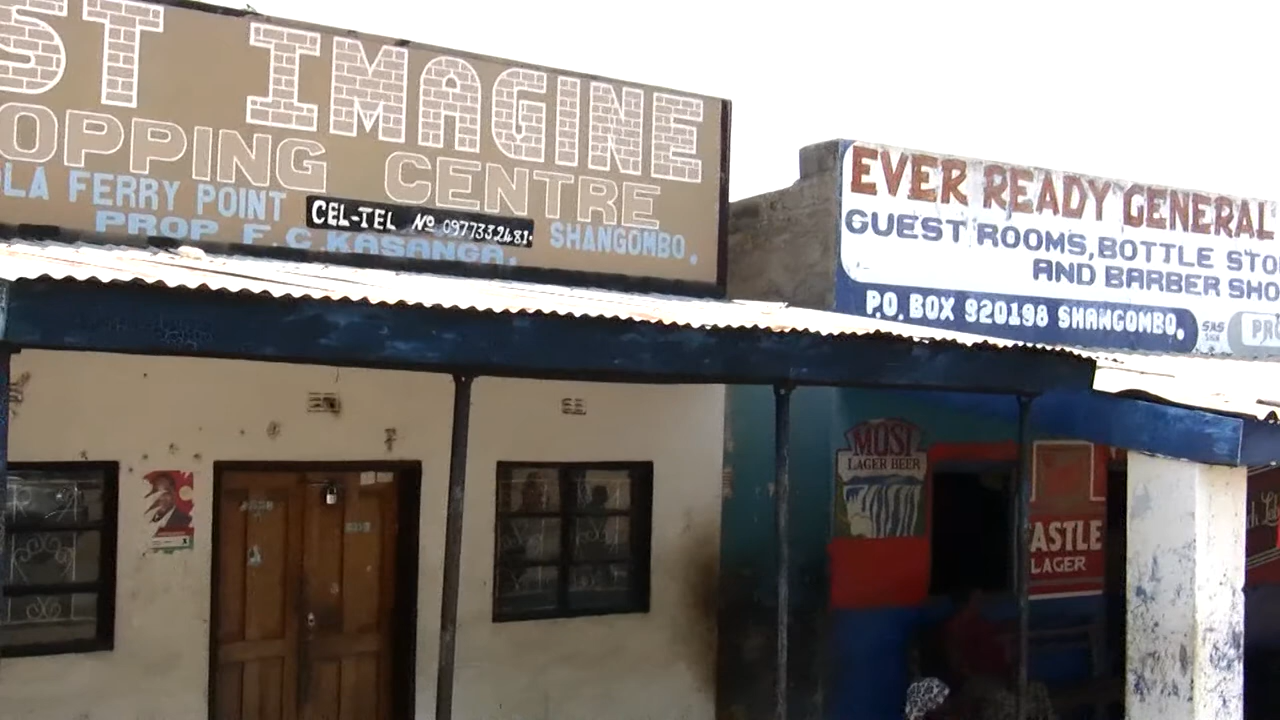 ST IMAGINE
OPPING CENTRE
LA FERRY POINT
CEL-TEL Nº 0977332481.
SHANGOMBO.
PROP F.C.KASANGA.
EVER READY GENERAL
GUEST ROOMS, BOTTLE STO
AND BARBER SHO
P.O. BOX 920198 SHANGOMBO.
PR
MOSI
LAGER BEER
ASTLE
LAGER